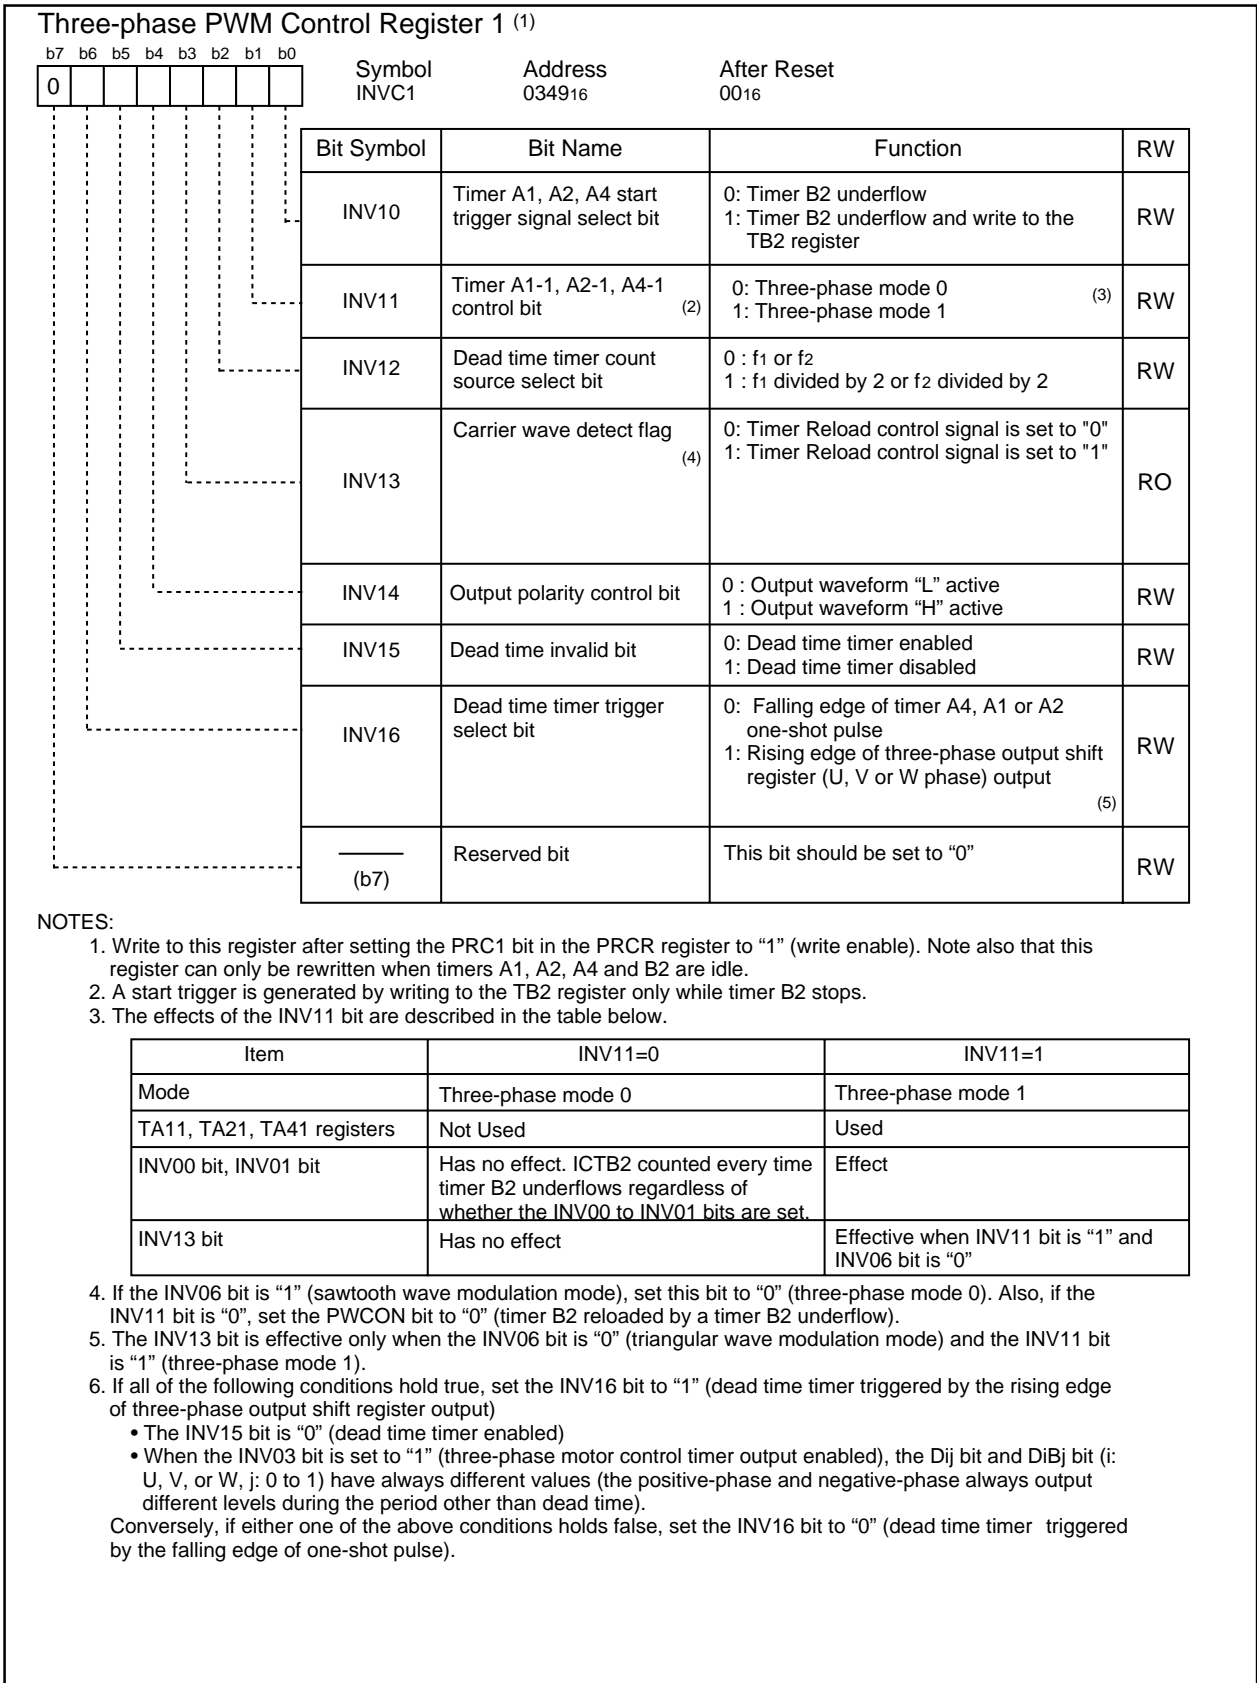 Three-phase PWM Control Register 1 (1)
b7 b6 b5 b4 b3 b2 b1 b0
0
Symbol Address After Reset
INVC1 034916 0016
Bit Symbol Bit Name Function RW
INV10
Timer A1, A2, A4 start
trigger signal select bit
0: Timer B2 underflow
1: Timer B2 underflow and write to the
TB2 register
RW
INV11
Timer A1-1, A2-1, A4-1
control bit (2)
0: Three-phase mode 0 (3)
1: Three-phase mode 1
RW
INV12
Dead time timer count
source select bit
0 : f1 or f2
1 : f1 divided by 2 or f2 divided by 2
RW
INV13
Carrier wave detect flag
(4)
0: Timer Reload control signal is set to "0"
1: Timer Reload control signal is set to "1"
RO
INV14
Output polarity control bit
0 : Output waveform “L” active
1 : Output waveform “H” active
RW
INV15
Dead time invalid bit
0: Dead time timer enabled
1: Dead time timer disabled
RW
INV16
Dead time timer trigger
select bit
0: Falling edge of timer A4, A1 or A2
one-shot pulse
1: Rising edge of three-phase output shift
register (U, V or W phase) output
(5)
RW
(b7)
Reserved bit
This bit should be set to “0”
RW
NOTES:
1. Write to this register after setting the PRC1 bit in the PRCR register to “1” (write enable). Note also that this
register can only be rewritten when timers A1, A2, A4 and B2 are idle.
2. A start trigger is generated by writing to the TB2 register only while timer B2 stops.
3. The effects of the INV11 bit are described in the table below.
Item INV11=0 INV11=1
Mode Three-phase mode 0 Three-phase mode 1
TA11, TA21, TA41 registers Not Used Used
INV00 bit, INV01 bit
Has no effect. ICTB2 counted every time
timer B2 underflows regardless of
whether the INV00 to INV01 bits are set.
Effect
INV13 bit
Has no effect
Effective when INV11 bit is “1” and
INV06 bit is “0”
4. If the INV06 bit is “1” (sawtooth wave modulation mode), set this bit to “0” (three-phase mode 0). Also, if the
INV11 bit is “0”, set the PWCON bit to “0” (timer B2 reloaded by a timer B2 underflow).
5. The INV13 bit is effective only when the INV06 bit is “0” (triangular wave modulation mode) and the INV11 bit
is “1” (three-phase mode 1).
6. If all of the following conditions hold true, set the INV16 bit to “1” (dead time timer triggered by the rising edge
of three-phase output shift register output)
• The INV15 bit is “0” (dead time timer enabled)
• When the INV03 bit is set to “1” (three-phase motor control timer output enabled), the Dij bit and DiBj bit (i:
U, V, or W, j: 0 to 1) have always different values (the positive-phase and negative-phase always output
different levels during the period other than dead time).
Conversely, if either one of the above conditions holds false, set the INV16 bit to “0” (dead time timer triggered
by the falling edge of one-shot pulse).